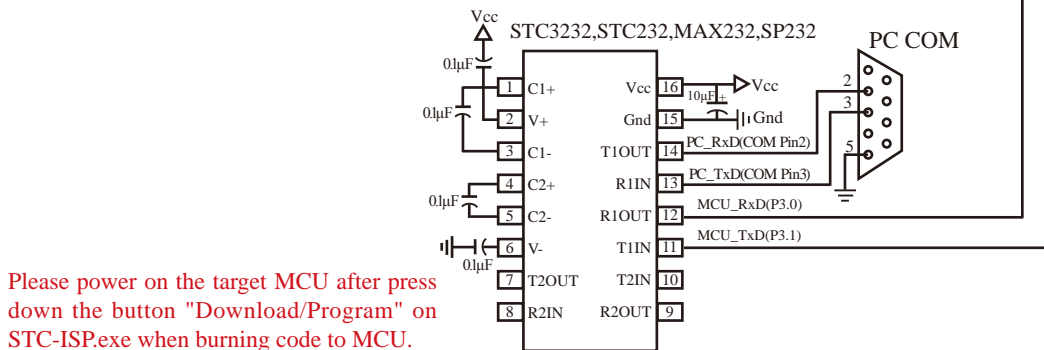 Vcc
STC3232,STC232,MAX232,SP232
PC COM
0.1μF
0.1μF
1 C1+
2 V+
3 C1-
4 C2+
5 C2-
6 V-
7 T2OUT
8 R2IN
0.1μF
0.1μF
Vcc 16
Gnd 15
T1OUT 14
R1IN 13
R1OUT 12
T1IN 11
T2IN 10
R2OUT 9
Vcc
10μF +
Gnd
PC_RxD(COM Pin2)
PC_TxD(COM Pin3)
MCU_RxD(P3.0)
MCU_TxD(P3.1)
2
3
5
Please power on the target MCU after press
down the button "Download/Program" on
STC-ISP.exe when burning code to MCU.